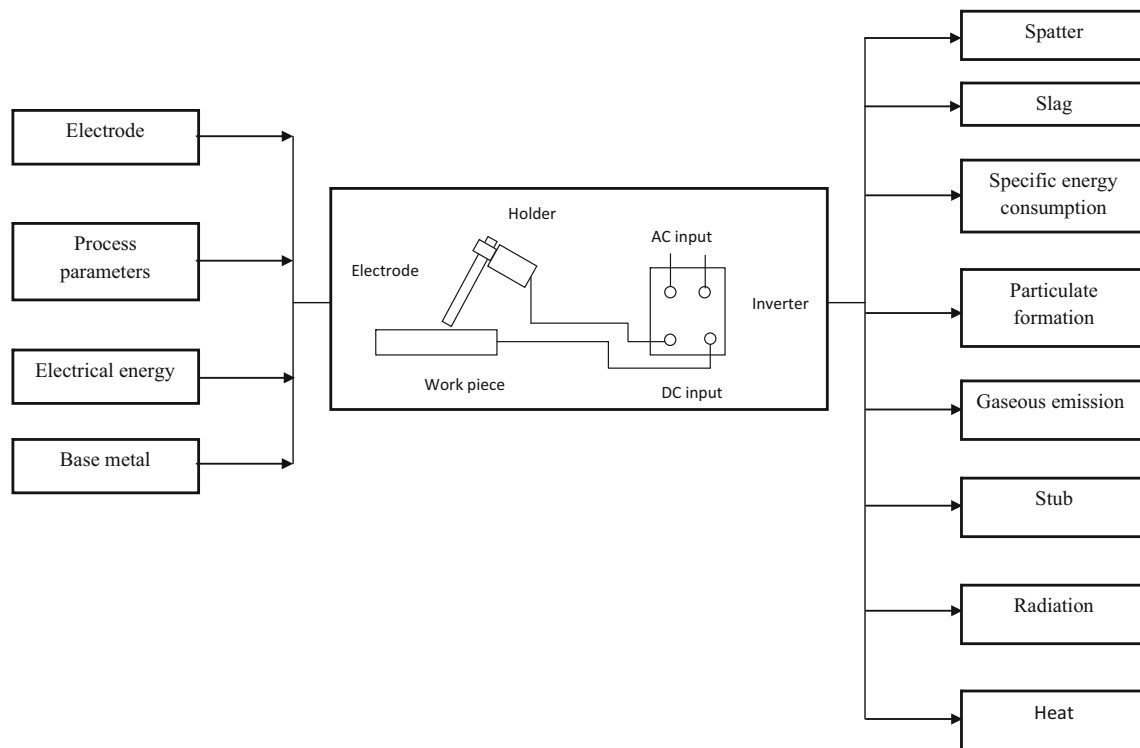 Electrode
Process
parameters
Electrical energy
Base metal
Holder
Electrode
AC input
Inverter
Work piece
DC input
Spatter
Slag
Specific energy
consumption
Particulate
formation
Gaseous emission
Stub
Radiation
Heat